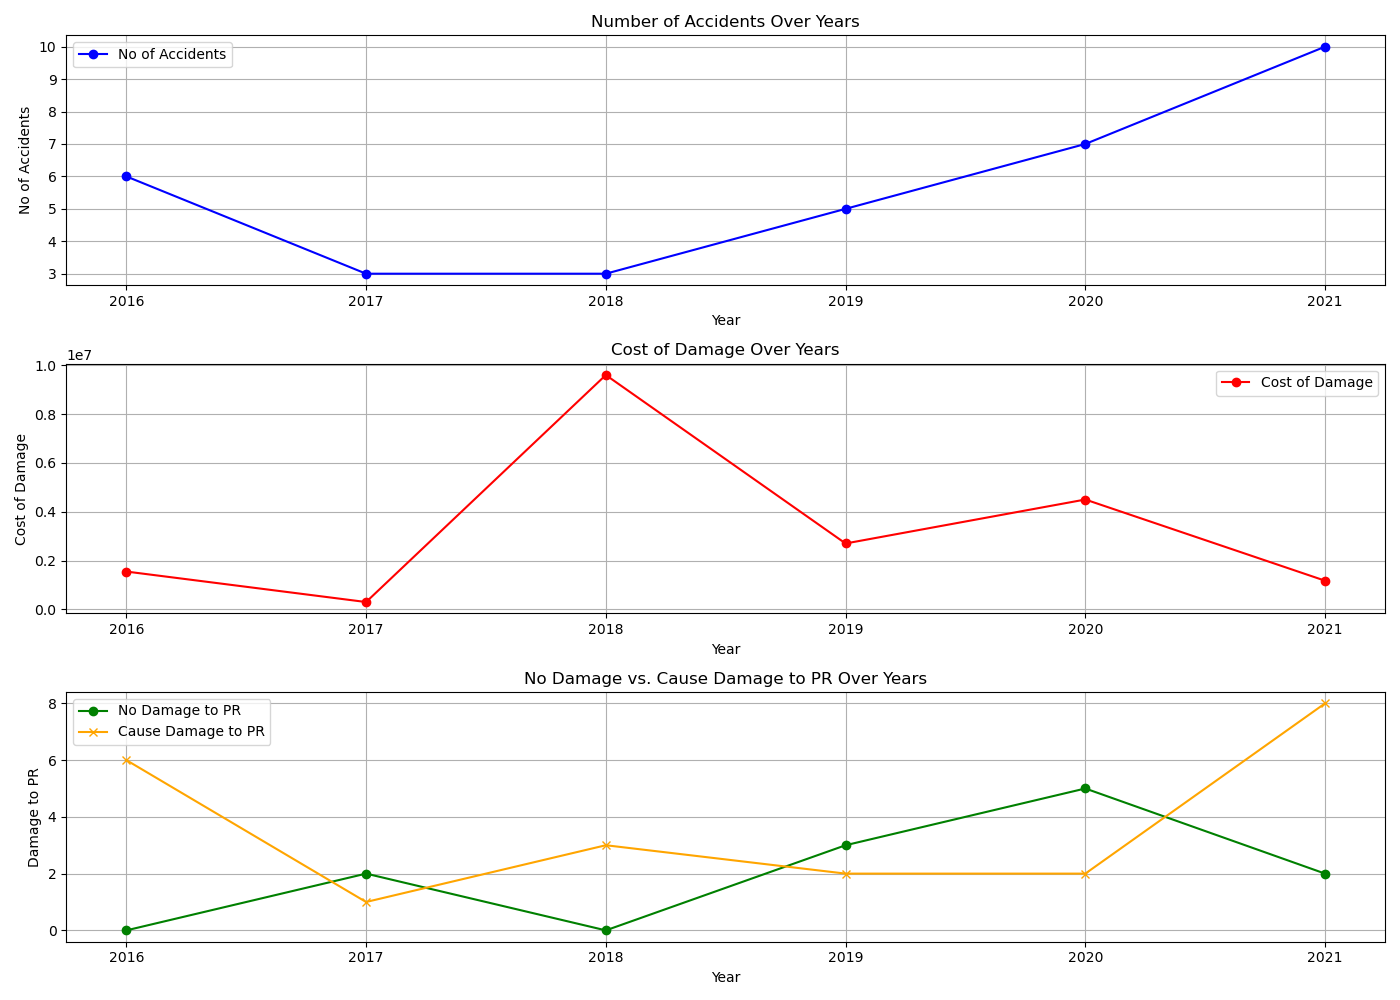 Number of Accidents Over Years
No of Accidents
No of Accidents
10
9
8
7
6
5
4
3
2016 2017 2018 2019 2020 2021
Year
Cost of Damage Over Years
1e7
Cost of Damage
Cost of Damage
1.0
0.8
0.6
0.4
0.2
0.0
2016 2017 2018 2019 2020 2021
Year
No Damage vs. Cause Damage to PR Over Years
No Damage to PR
Cause Damage to PR
Damage to PR
8
6
4
2
0
2016 2017 2018 2019 2020 2021
Year